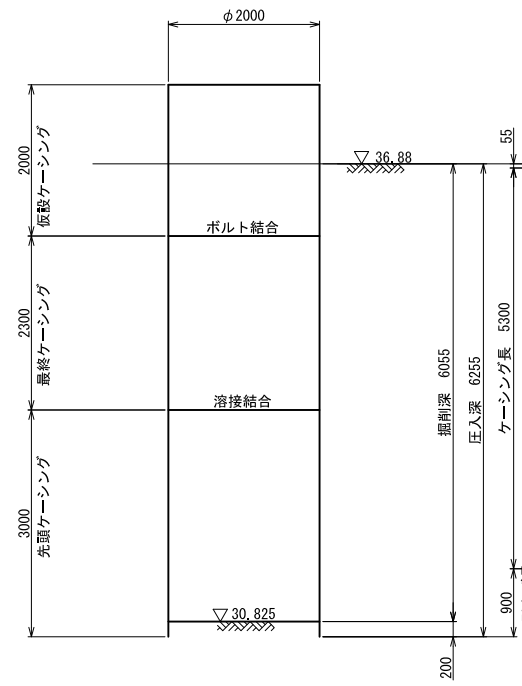 φ2000
2000
仮設ケーシング
2300
最終ケーシング
3000
先頭ケーシング
36.88
ボルト結合
溶接結合
30.825
掘削深 6055
圧入深 6255
55
ケーシング長 5300
900
200